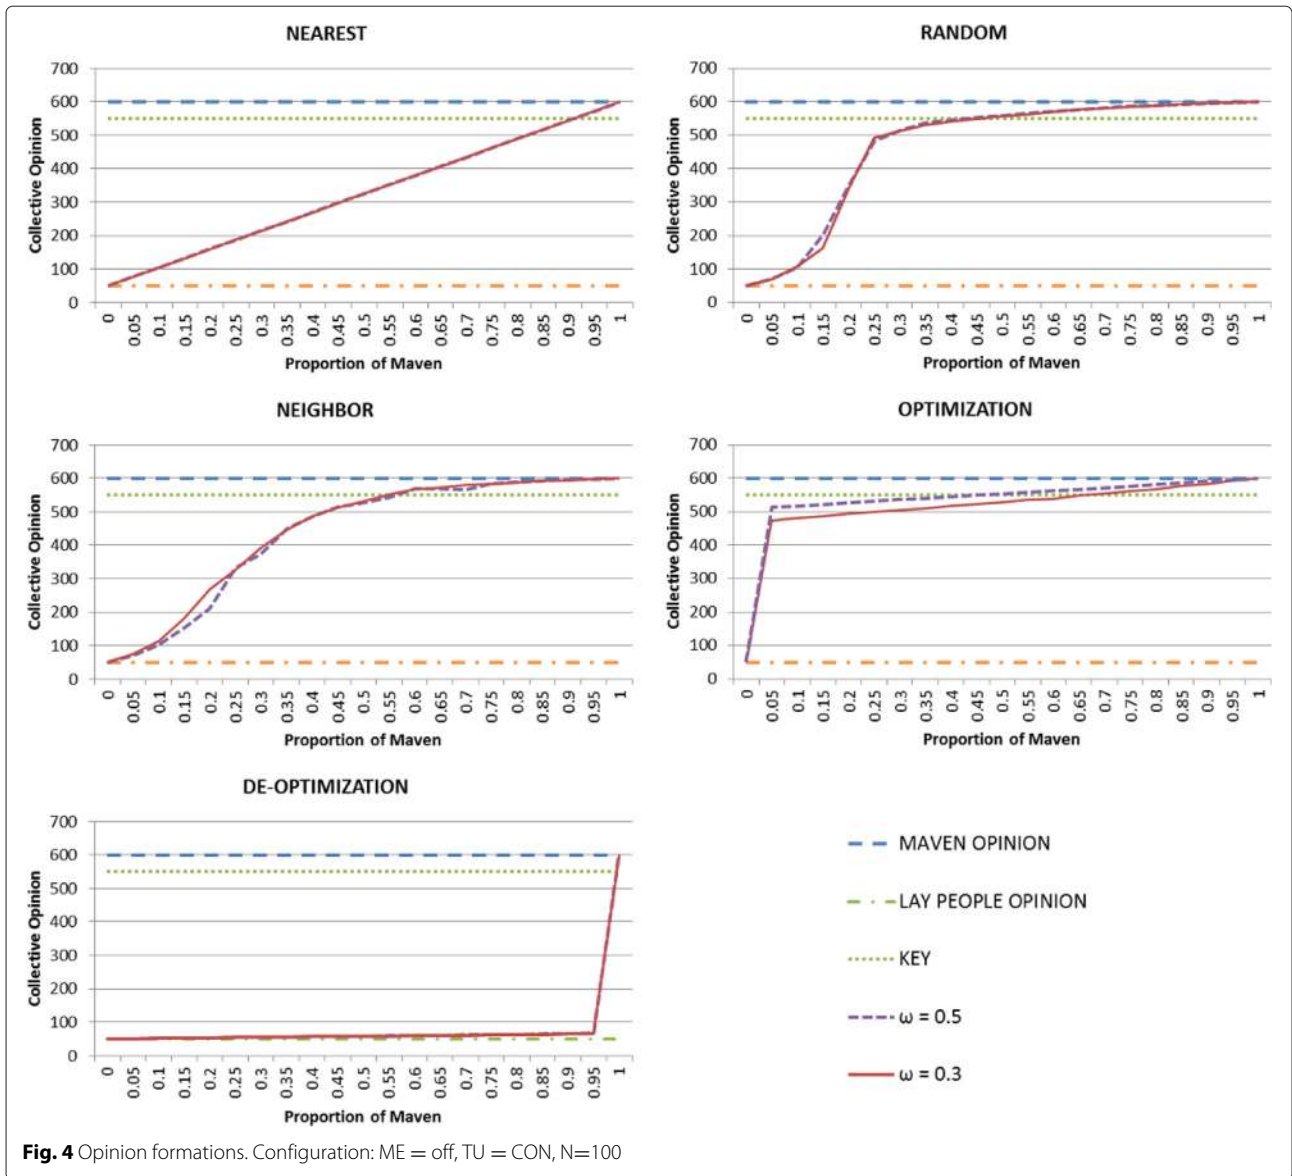 NEAREST
Collective Opinion
700
600
500
400
300
200
100
0
0 0.05 0.1 0.15 0.2 0.25 0.3 0.35 0.4 0.45 0.5 0.55 0.6 0.65 0.7 0.75 0.8 0.85 0.9 0.95 1
Proportion of Maven
RANDOM
Collective Opinion
700
600
500
400
300
200
100
0
0 0.05 0.1 0.15 0.2 0.25 0.3 0.35 0.4 0.45 0.5 0.55 0.6 0.65 0.7 0.75 0.8 0.85 0.9 0.95 1
Proportion of Maven
NEIGHBOR
Collective Opinion
700
600
500
400
300
200
100
0
0 0.05 0.1 0.15 0.2 0.25 0.3 0.35 0.4 0.45 0.5 0.55 0.6 0.65 0.7 0.75 0.8 0.85 0.9 0.95 1
Proportion of Maven
OPTIMIZATION
Collective Opinion
700
600
500
400
300
200
100
0
0 0.05 0.1 0.15 0.2 0.25 0.3 0.35 0.4 0.45 0.5 0.55 0.6 0.65 0.7 0.75 0.8 0.85 0.9 0.95 1
Proportion of Maven
DE-OPTIMIZATION
Collective Opinion
700
600
500
400
300
200
100
0
0 0.05 0.1 0.15 0.2 0.25 0.3 0.35 0.4 0.45 0.5 0.55 0.6 0.65 0.7 0.75 0.8 0.85 0.9 0.95 1
Proportion of Maven
MAVEN OPINION
LAY PEOPLE OPINION
KEY
ω = 0.5
ω = 0.3
Fig. 4 Opinion formations. Configuration: ME = off, TU = CON, N=100